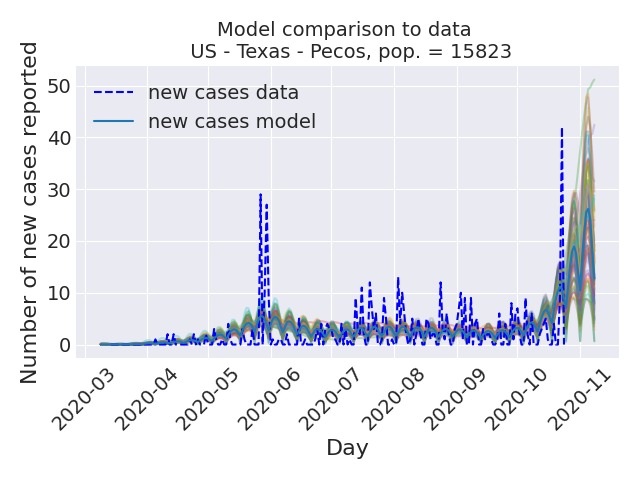 Model comparison to data
US - Texas - Pecos, pop. = 15823
Number of new cases reported
50
40
30
20
10
0
new cases data
new cases model
2020-03
2020-04
2020-05
2020-06
2020-07
2020-08
2020-09
2020-10
2020-11
Day